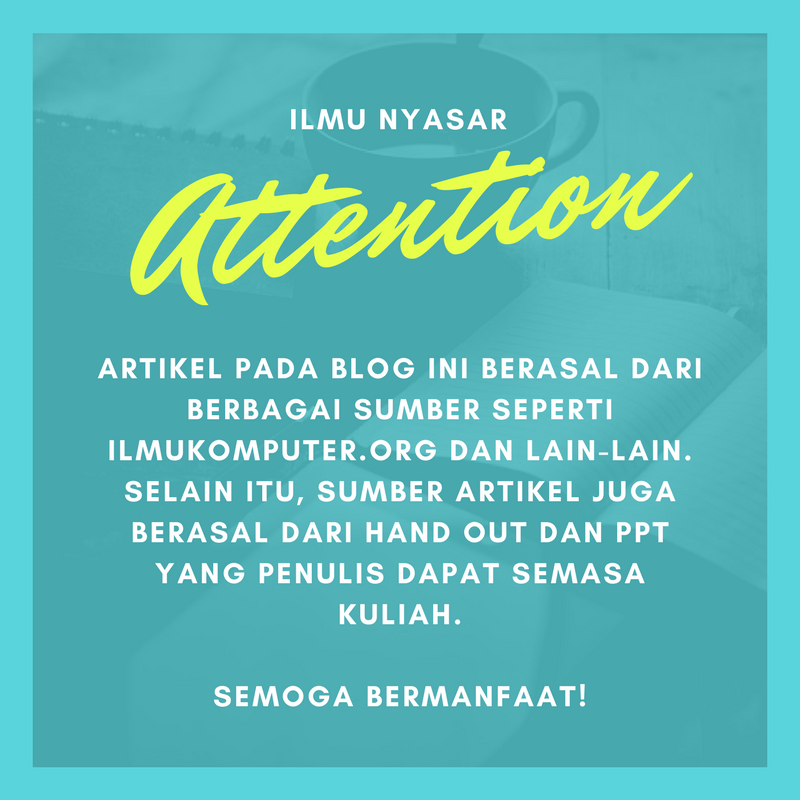 ILMU NYASAR
Attention
ARTIKEL PADA BLOG INI BERASAL DARI
BERBAGAI SUMBER SEPERTI
ILMUKOMPUTER.ORG DAN LAIN-LAIN.
SELAIN ITU, SUMBER ARTIKEL JUGA
BERASAL DARI HAND OUT DAN PPT
YANG PENULIS DAPAT SEMASA
KULIAH.
SEMOGA BERMANFAAT!